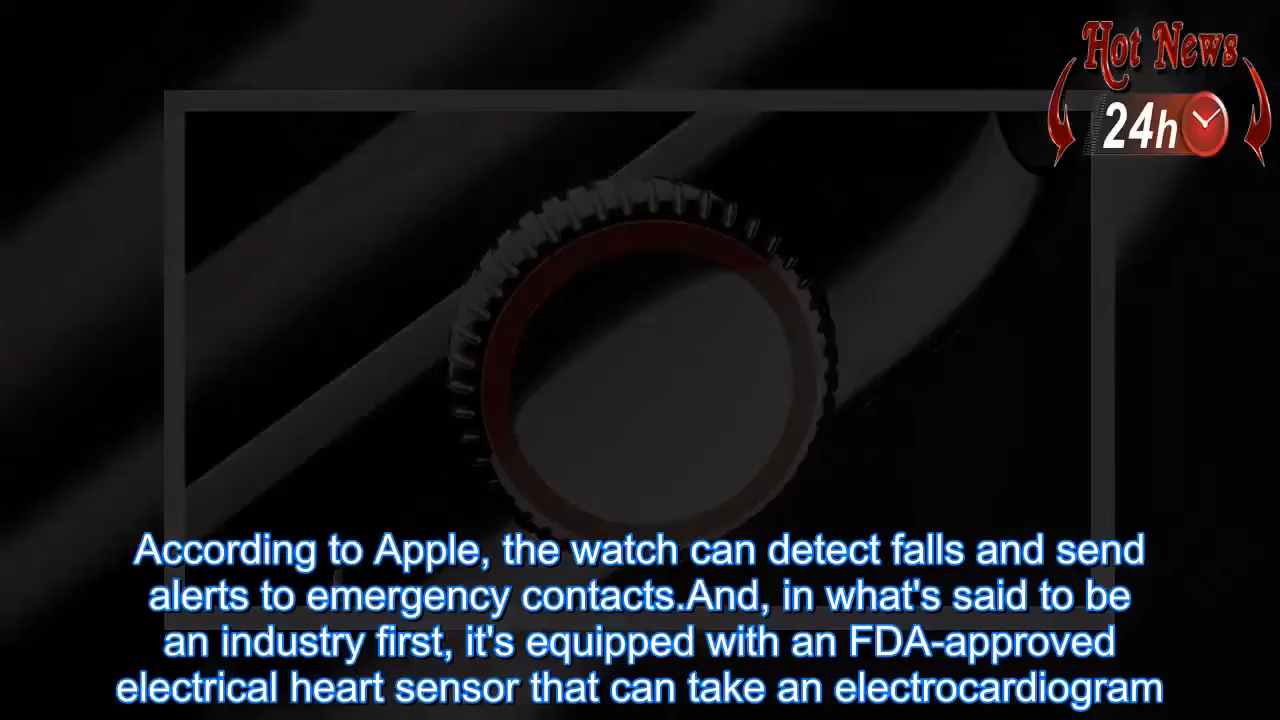 Hot News
24h
According to Apple, the watch can detect falls and send
alerts to emergency contacts.And, in what's said to be
an industry first, it's equipped with an FDA-approved
electrical heart sensor that can take an electrocardiogram